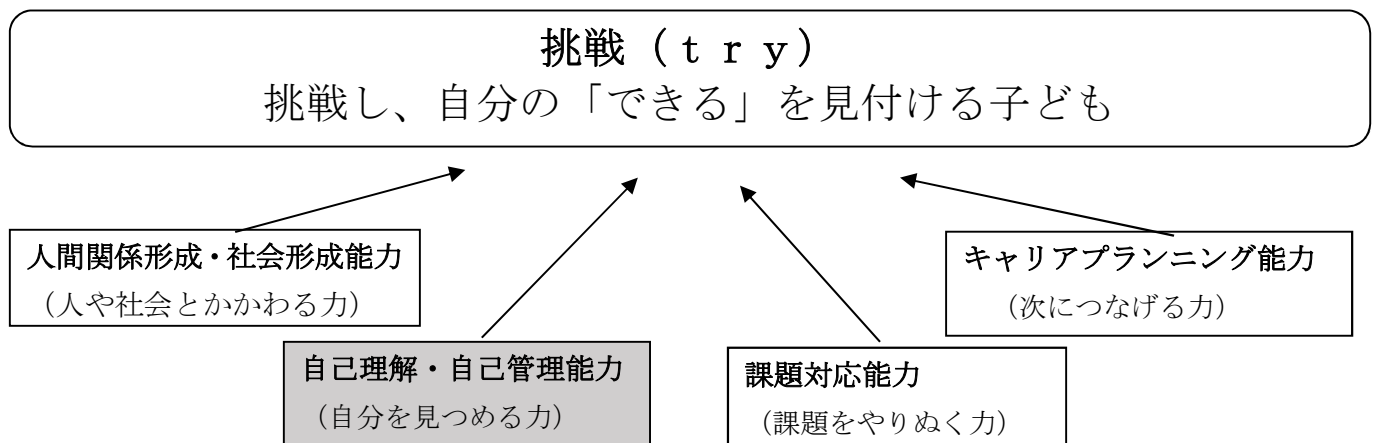 挑戦(try)
挑戦し、自分の「できる」を見付ける子ども
人間関係形成・社会形成能力
(人や社会とかかわる力)
キャリアプランニング能力
(次につなげる力)
自己理解・自己管理能力
(自分を見つめる力)
課題対応能力
(課題をやりぬく力)